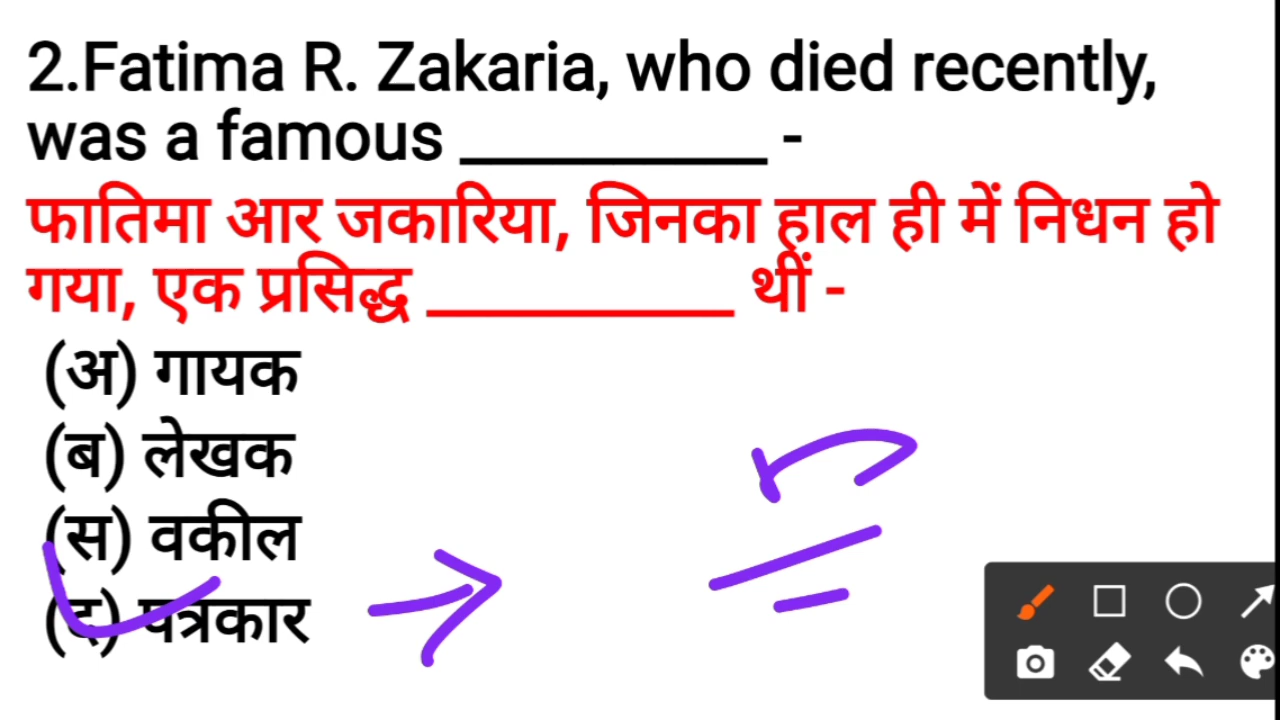 2.Fatima R. Zakaria, who died recently,
was a famous __________ -
फातिमा आर जकारिया, जिनका हाल ही में निधन हो
गया, एक प्रसिद्ध __________ थीं -
(अ) गायक
(ब) लेखक
(स) वकील
(द) पत्रकार